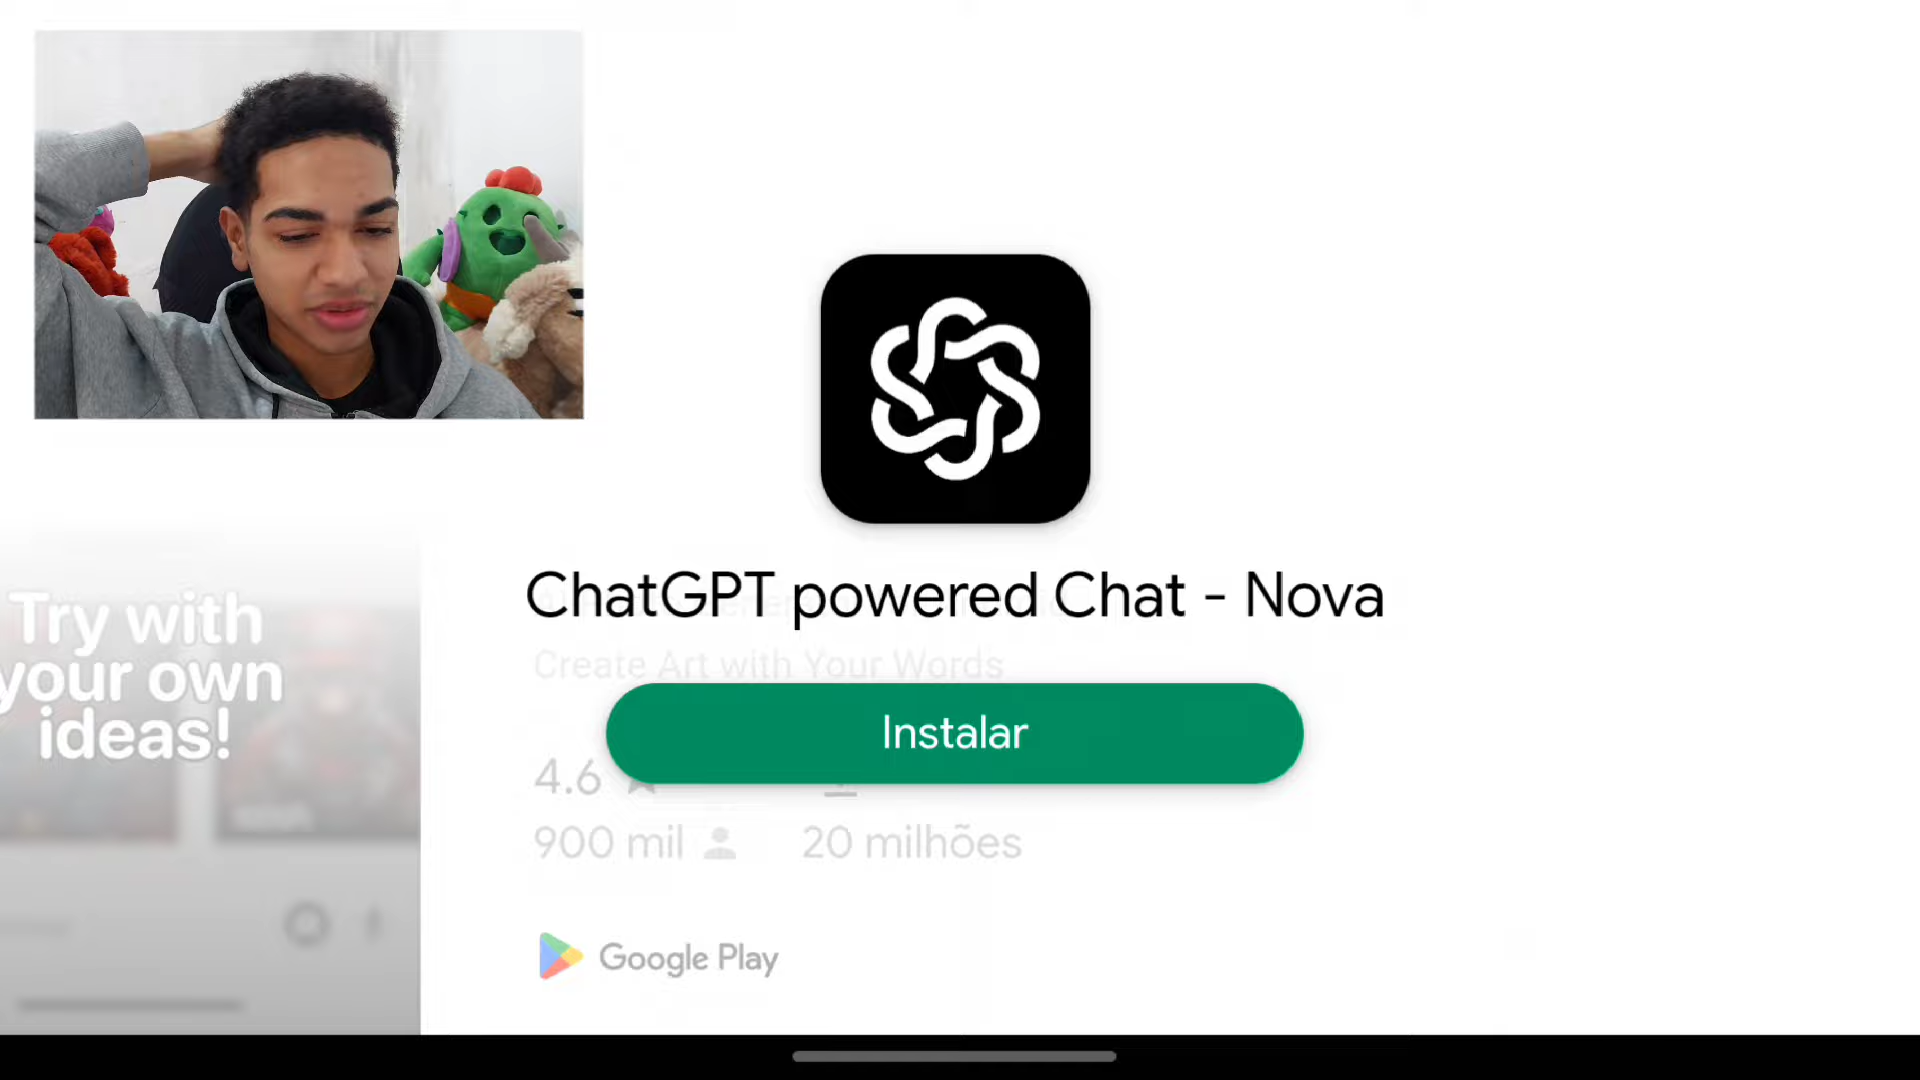 Try with
your own
ideas!
ChatGPT powered Chat - Nova
Create Art with Your Words
Instalar
4.6
900 mil
20 milhões
Google Play